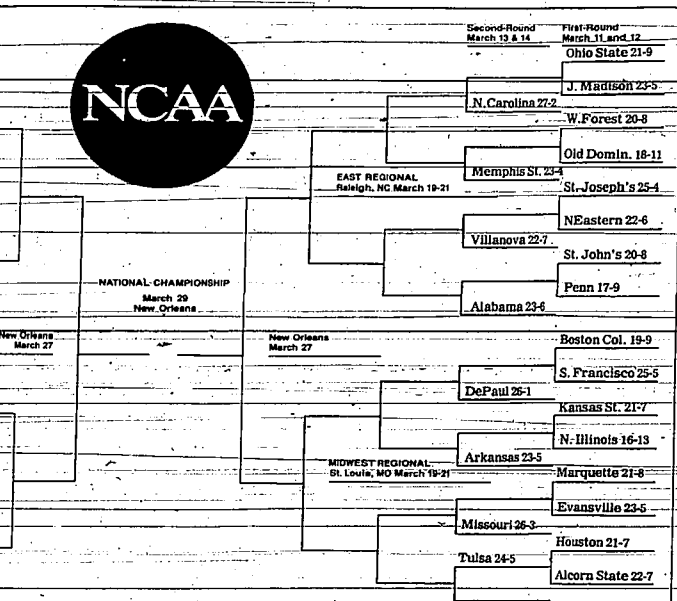 NCAA
Second-Round
March 13 & 14
First-Round
March 11 and 12
Ohio State 21-9
J. Madison 23-5
N. Carolina 27-2
W.Forest 20-8
Old Domin. 18-11
Memphis St. 23-4
EAST REGIONAL
Raleigh, NC March 19-21
St. Joseph's 25-4
NEastern 22-6
Villanova 22-7
St. John's 20-8
Penn 17-9
Alabama 23-6
NATIONAL CHAMPIONSHIP
March 29
New Orleans
New Orleans
March 27
New Orleans
March 27
Boston Col. 19-9
S. Francisco 25-5
DePaul 26-1
Kansas St. 21-7
N. Illinois 16-13
Arkansas 23-5
MIDWEST REGIONAL
St. Louis, MO March 19-21
Marquette 21-8
Evansville 23-5
Missouri 26-3
Houston 21-7
Tulsa 24-5
Alcorn State 22-7